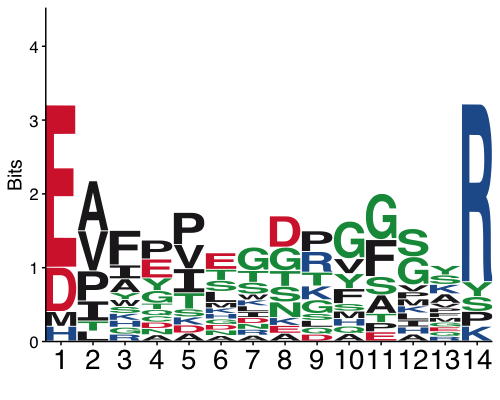 Bits
4
3
2
1
0
E D M H
A V P I T L
F I A Y
P E Y G
P V I T
E T S L
G T S
D G T S N K E A
P R T K G S
G V Y F S
G F S A T P E
S G
Y S K A
R Y S P K
1 2 3 4 5 6 7 8 9 10 11 12 13 14